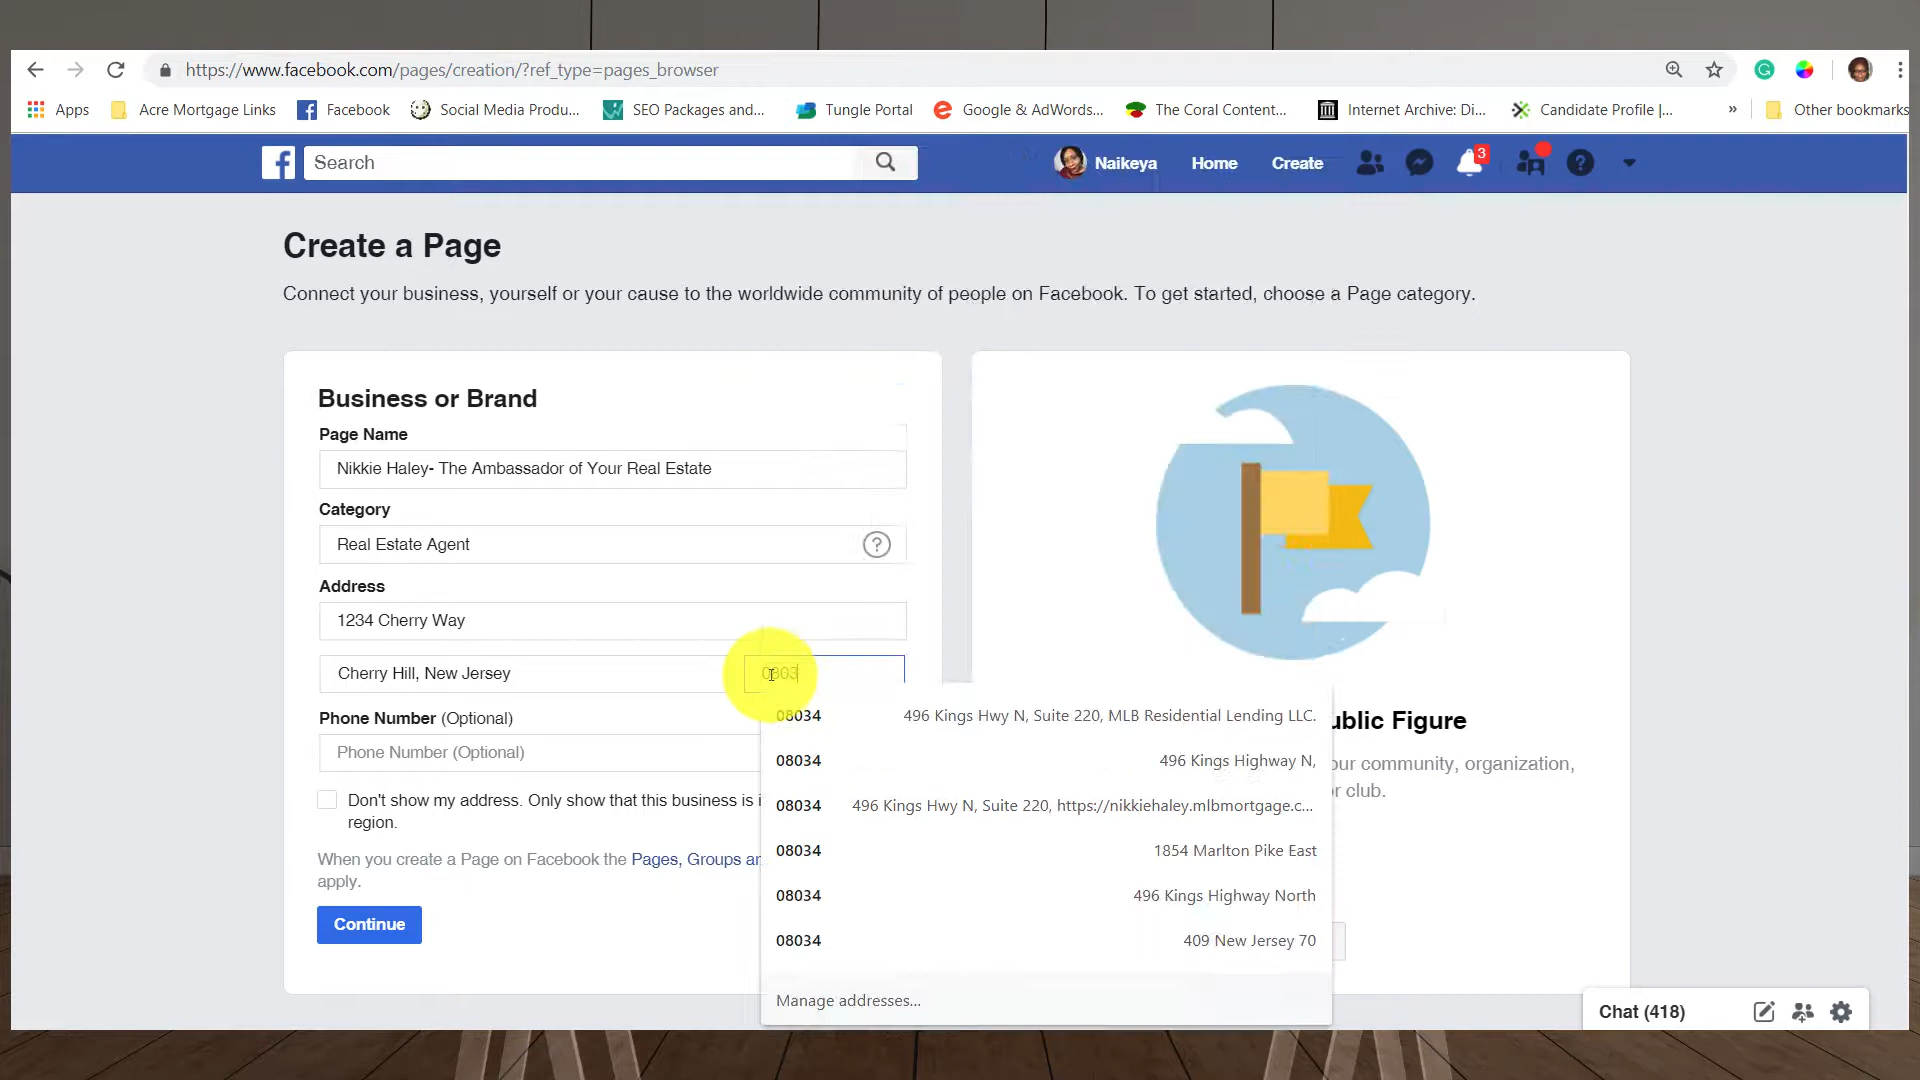 https://www.facebook.com/pages/creation/?ref_type=pages_browser
Apps Acre Mortgage Links Facebook Social Media Produ... SEO Packages and... Tungle Portal Google & AdWords... The Coral Content... Internet Archive: Di... Candidate Profile |... » Other bookmarks
Search Naikeya Home Create 3
Create a Page
Connect your business, yourself or your cause to the worldwide community of people on Facebook. To get started, choose a Page category.
Business or Brand
Page Name
Nikkie Haley- The Ambassador of Your Real Estate
Category
Real Estate Agent
Address
1234 Cherry Way
Cherry Hill, New Jersey 0803
Phone Number (Optional)
Phone Number (Optional)
Don't show my address. Only show that this business is i
region.
When you create a Page on Facebook the Pages, Groups an
apply.
Continue
08034 496 Kings Hwy N, Suite 220, MLB Residential Lending LLC.
08034 496 Kings Highway N,
08034 496 Kings Hwy N, Suite 220, https://nikkiehaley.mlbmortgage.c...
08034 1854 Marlton Pike East
08034 496 Kings Highway North
08034 409 New Jersey 70
Manage addresses...
ublic Figure
our community, organization,
r club.
Chat (418)